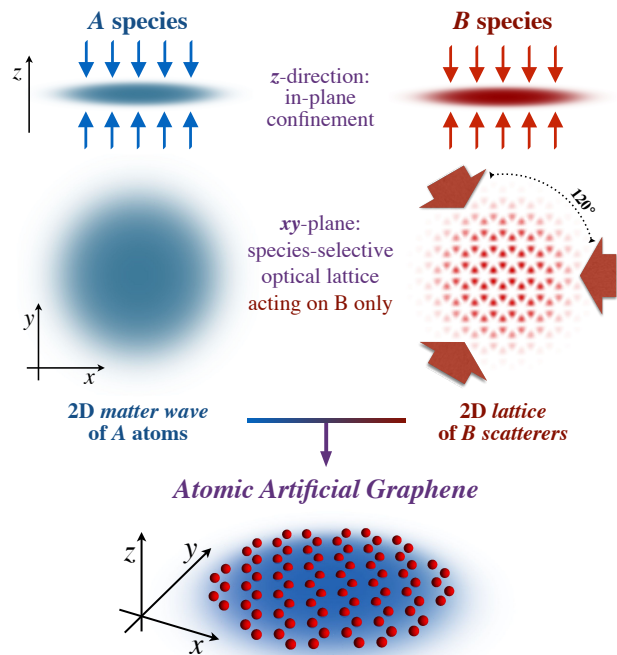 A species
B species
z
z-direction:
in-plane
confinement
120°
xy-plane:
species-selective
optical lattice
acting on B only
y
x
2D matter wave
of A atoms
2D lattice
of B scatterers
Atomic Artificial Graphene
z
y
x